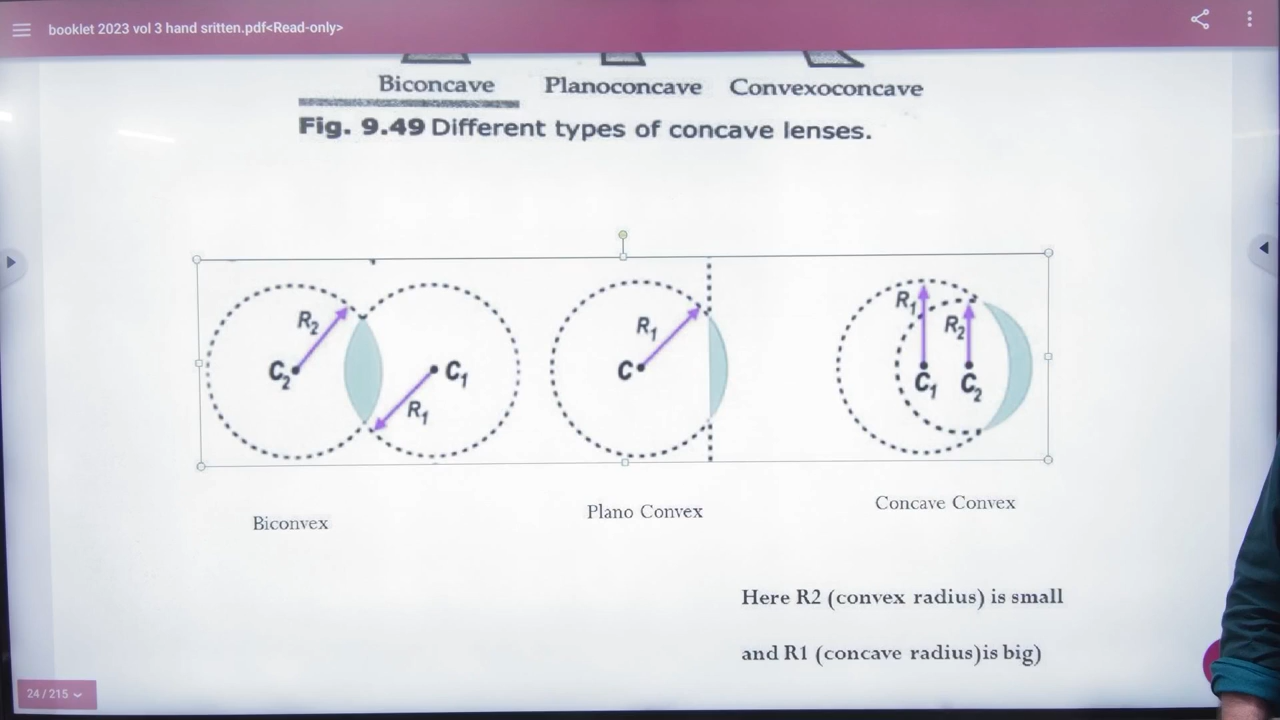 booklet 2023 vol 3 hand sritten.pdf<Read-only>
Biconcave Planoconcave Convexoconcave
Fig. 9.49 Different types of concave lenses.
R2 C2 C1 R1
R1 C
R1 R2 C1 C2
Biconvex
Plano Convex
Concave Convex
Here R2 (convex radius) is small
and R1 (concave radius)is big)
24 / 215